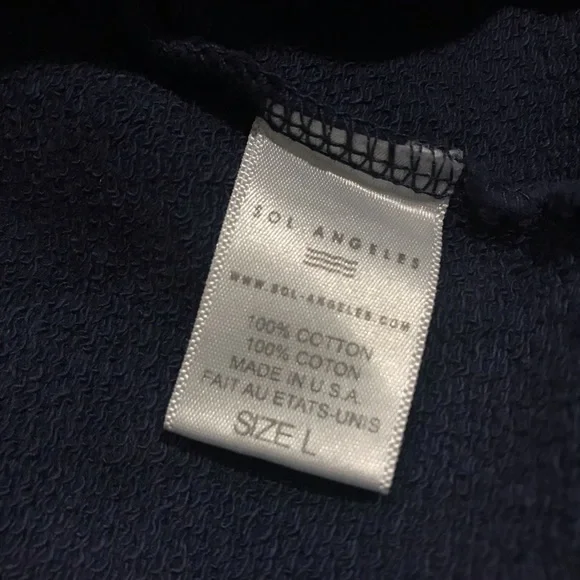 SOL ANGELES
WWW.SOL-ANGELES.COM
100% COTTON
100% COTON
MADE IN U.S.A.
FAIT AU ETATS-UNIS
SIZE L